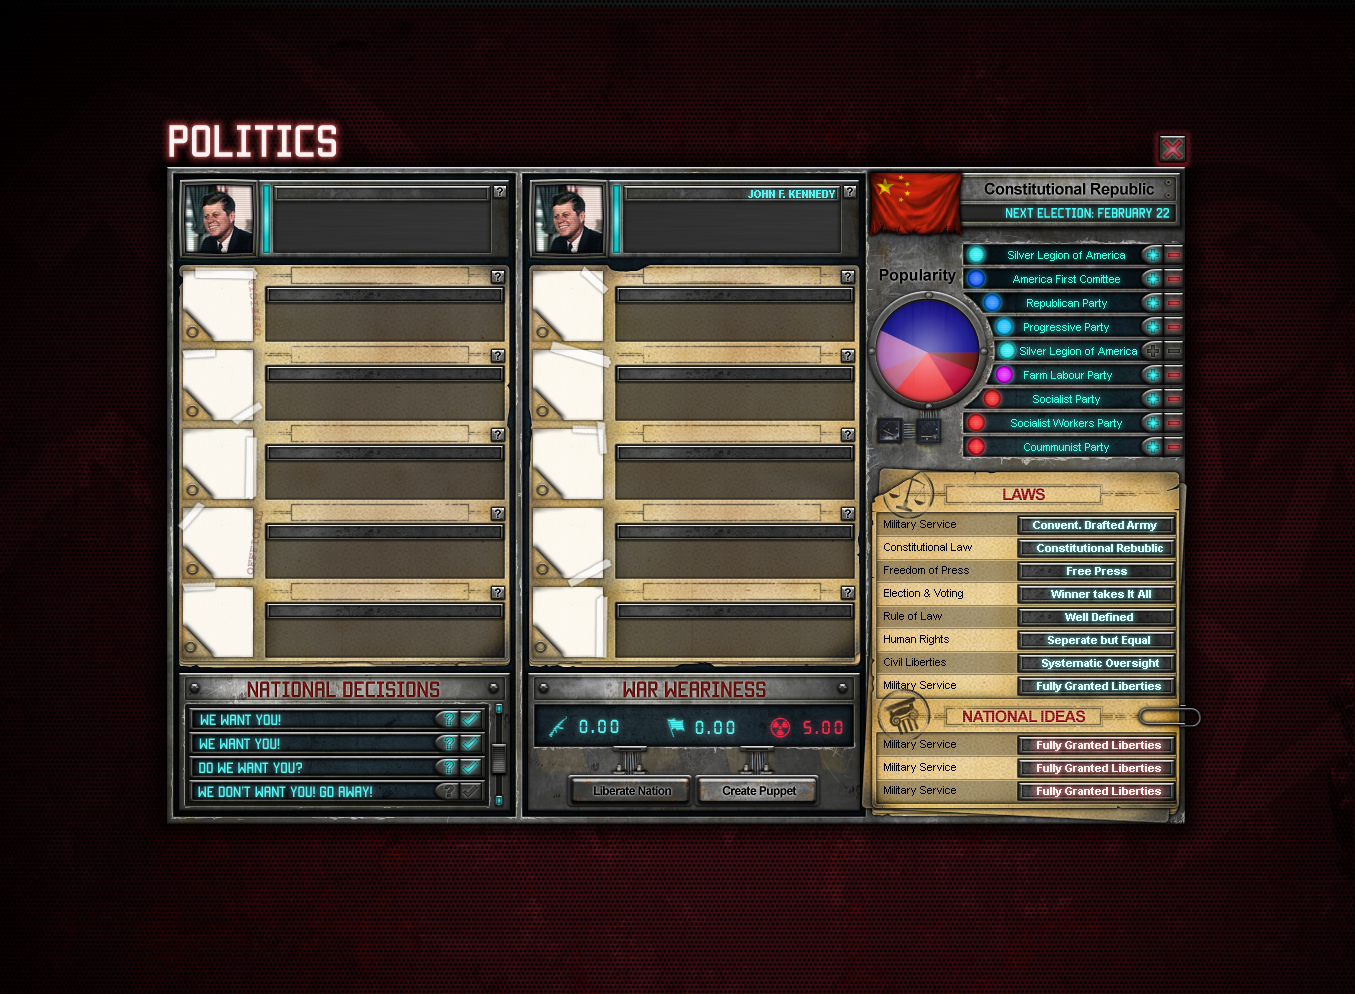 POLITICS
JOHN F. KENNEDY
Constitutional Republic
NEXT ELECTION: FEBRUARY 22
Popularity
Silver Legion of America
America First Comittee
Republican Party
Progressive Party
Silver Legion of America
Farm Labour Party
Socialist Party
Socialist Workers Party
Coummunist Party
LAWS
Military Service Convent. Drafted Army
Constitutional Law Constitutional Rebublic
Freedom of Press Free Press
Election & Voting Winner takes It All
Rule of Law Well Defined
Human Rights Seperate but Equal
Civil Liberties Systematic Oversight
Military Service Fully Granted Liberties
NATIONAL IDEAS
Military Service Fully Granted Liberties
Military Service Fully Granted Liberties
Military Service Fully Granted Liberties
NATIONAL DECISIONS
WE WANT YOU!
WE WANT YOU!
DO WE WANT YOU?
WE DON'T WANT YOU! GO AWAY!
WAR WEARINESS
0.00 0.00 5.00
Liberate Nation Create Puppet